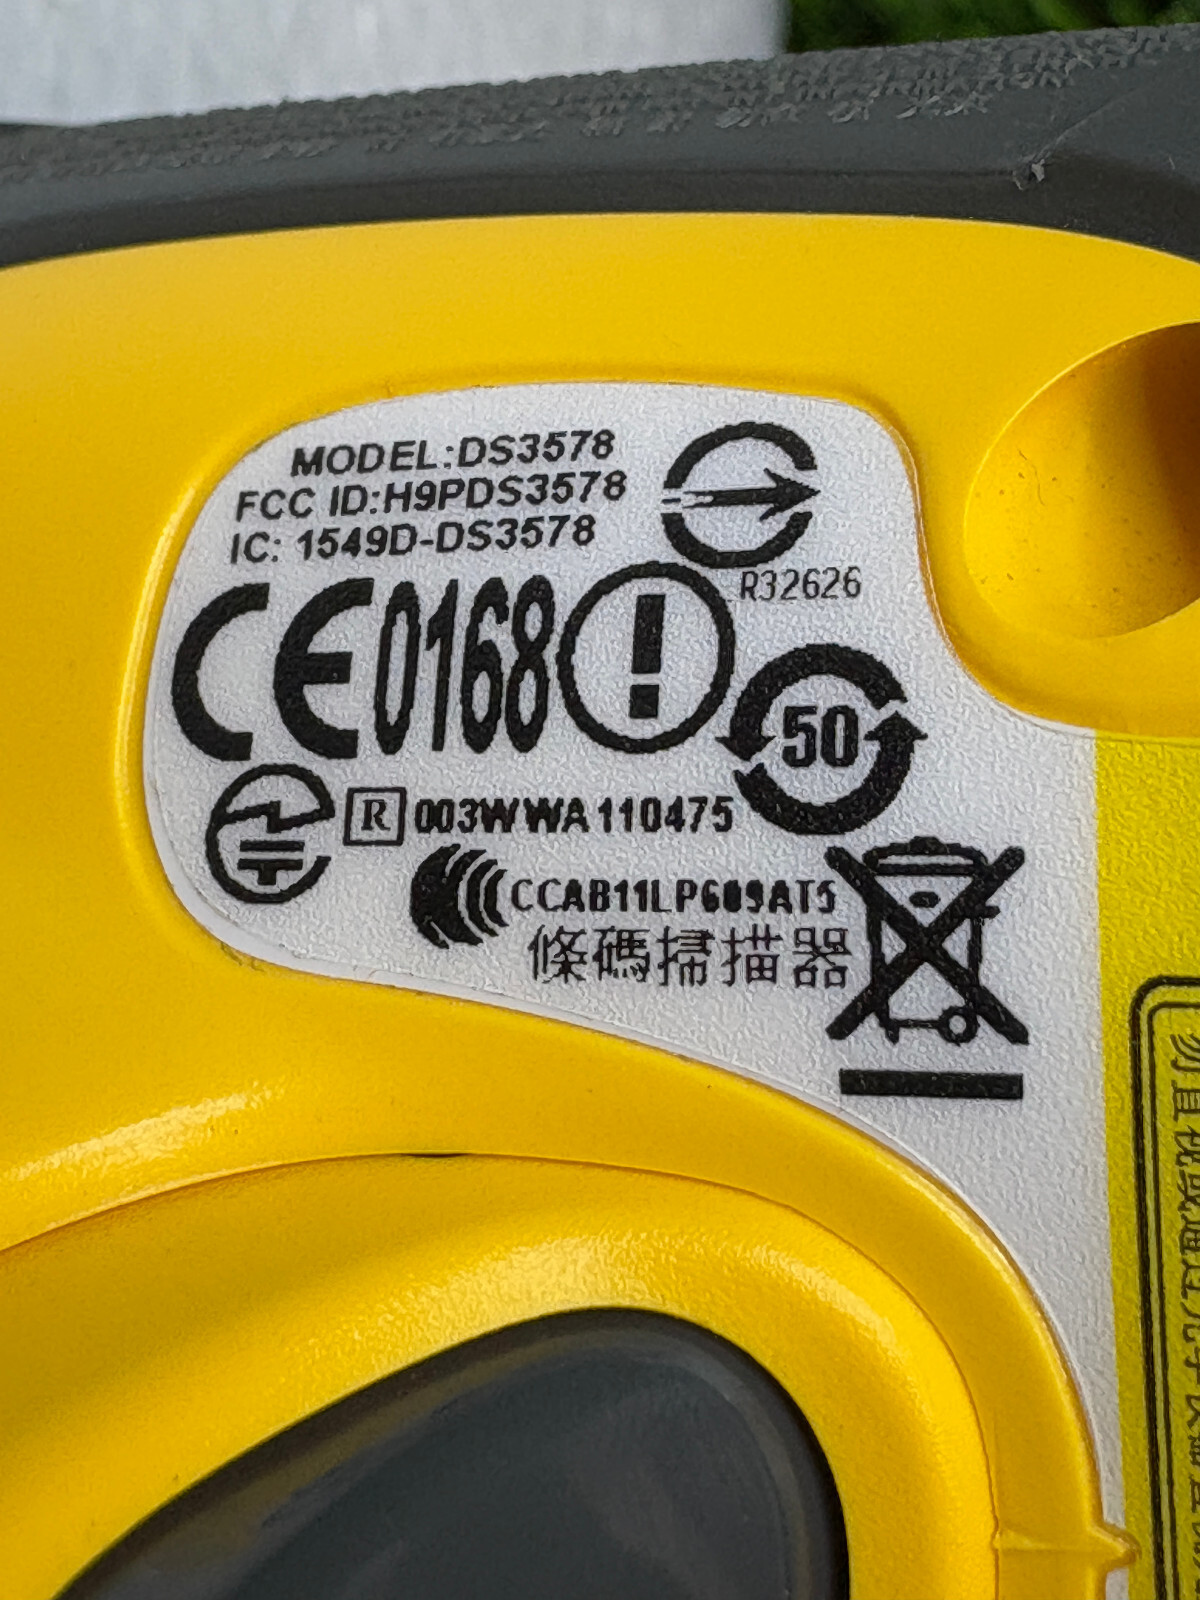 MODEL:DS3578
FCC ID:H9PDS3578
IC: 1549D-DS3578
R32626
CE0168
!
50
R 003WWA110475
CCAB11LP609AT5
條碼掃描器